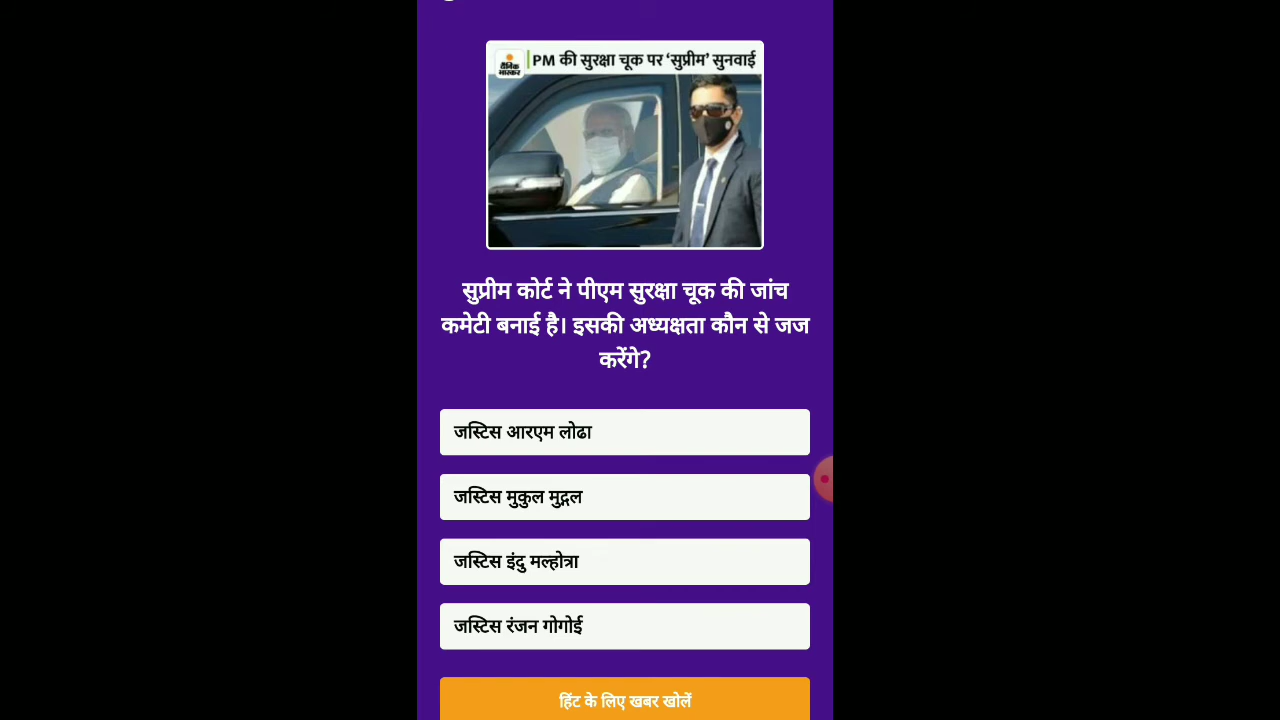 दैनिक
भास्कर
PM की सुरक्षा चूक पर ‘सुप्रीम’ सुनवाई
सुप्रीम कोर्ट ने पीएम सुरक्षा चूक की जांच
कमेटी बनाई है। इसकी अध्यक्षता कौन से जज
करेंगे?
जस्टिस आरएम लोढा
जस्टिस मुकुल मुद्गल
जस्टिस इंदु मल्होत्रा
जस्टिस रंजन गोगोई
हिंट के लिए खबर खोलें